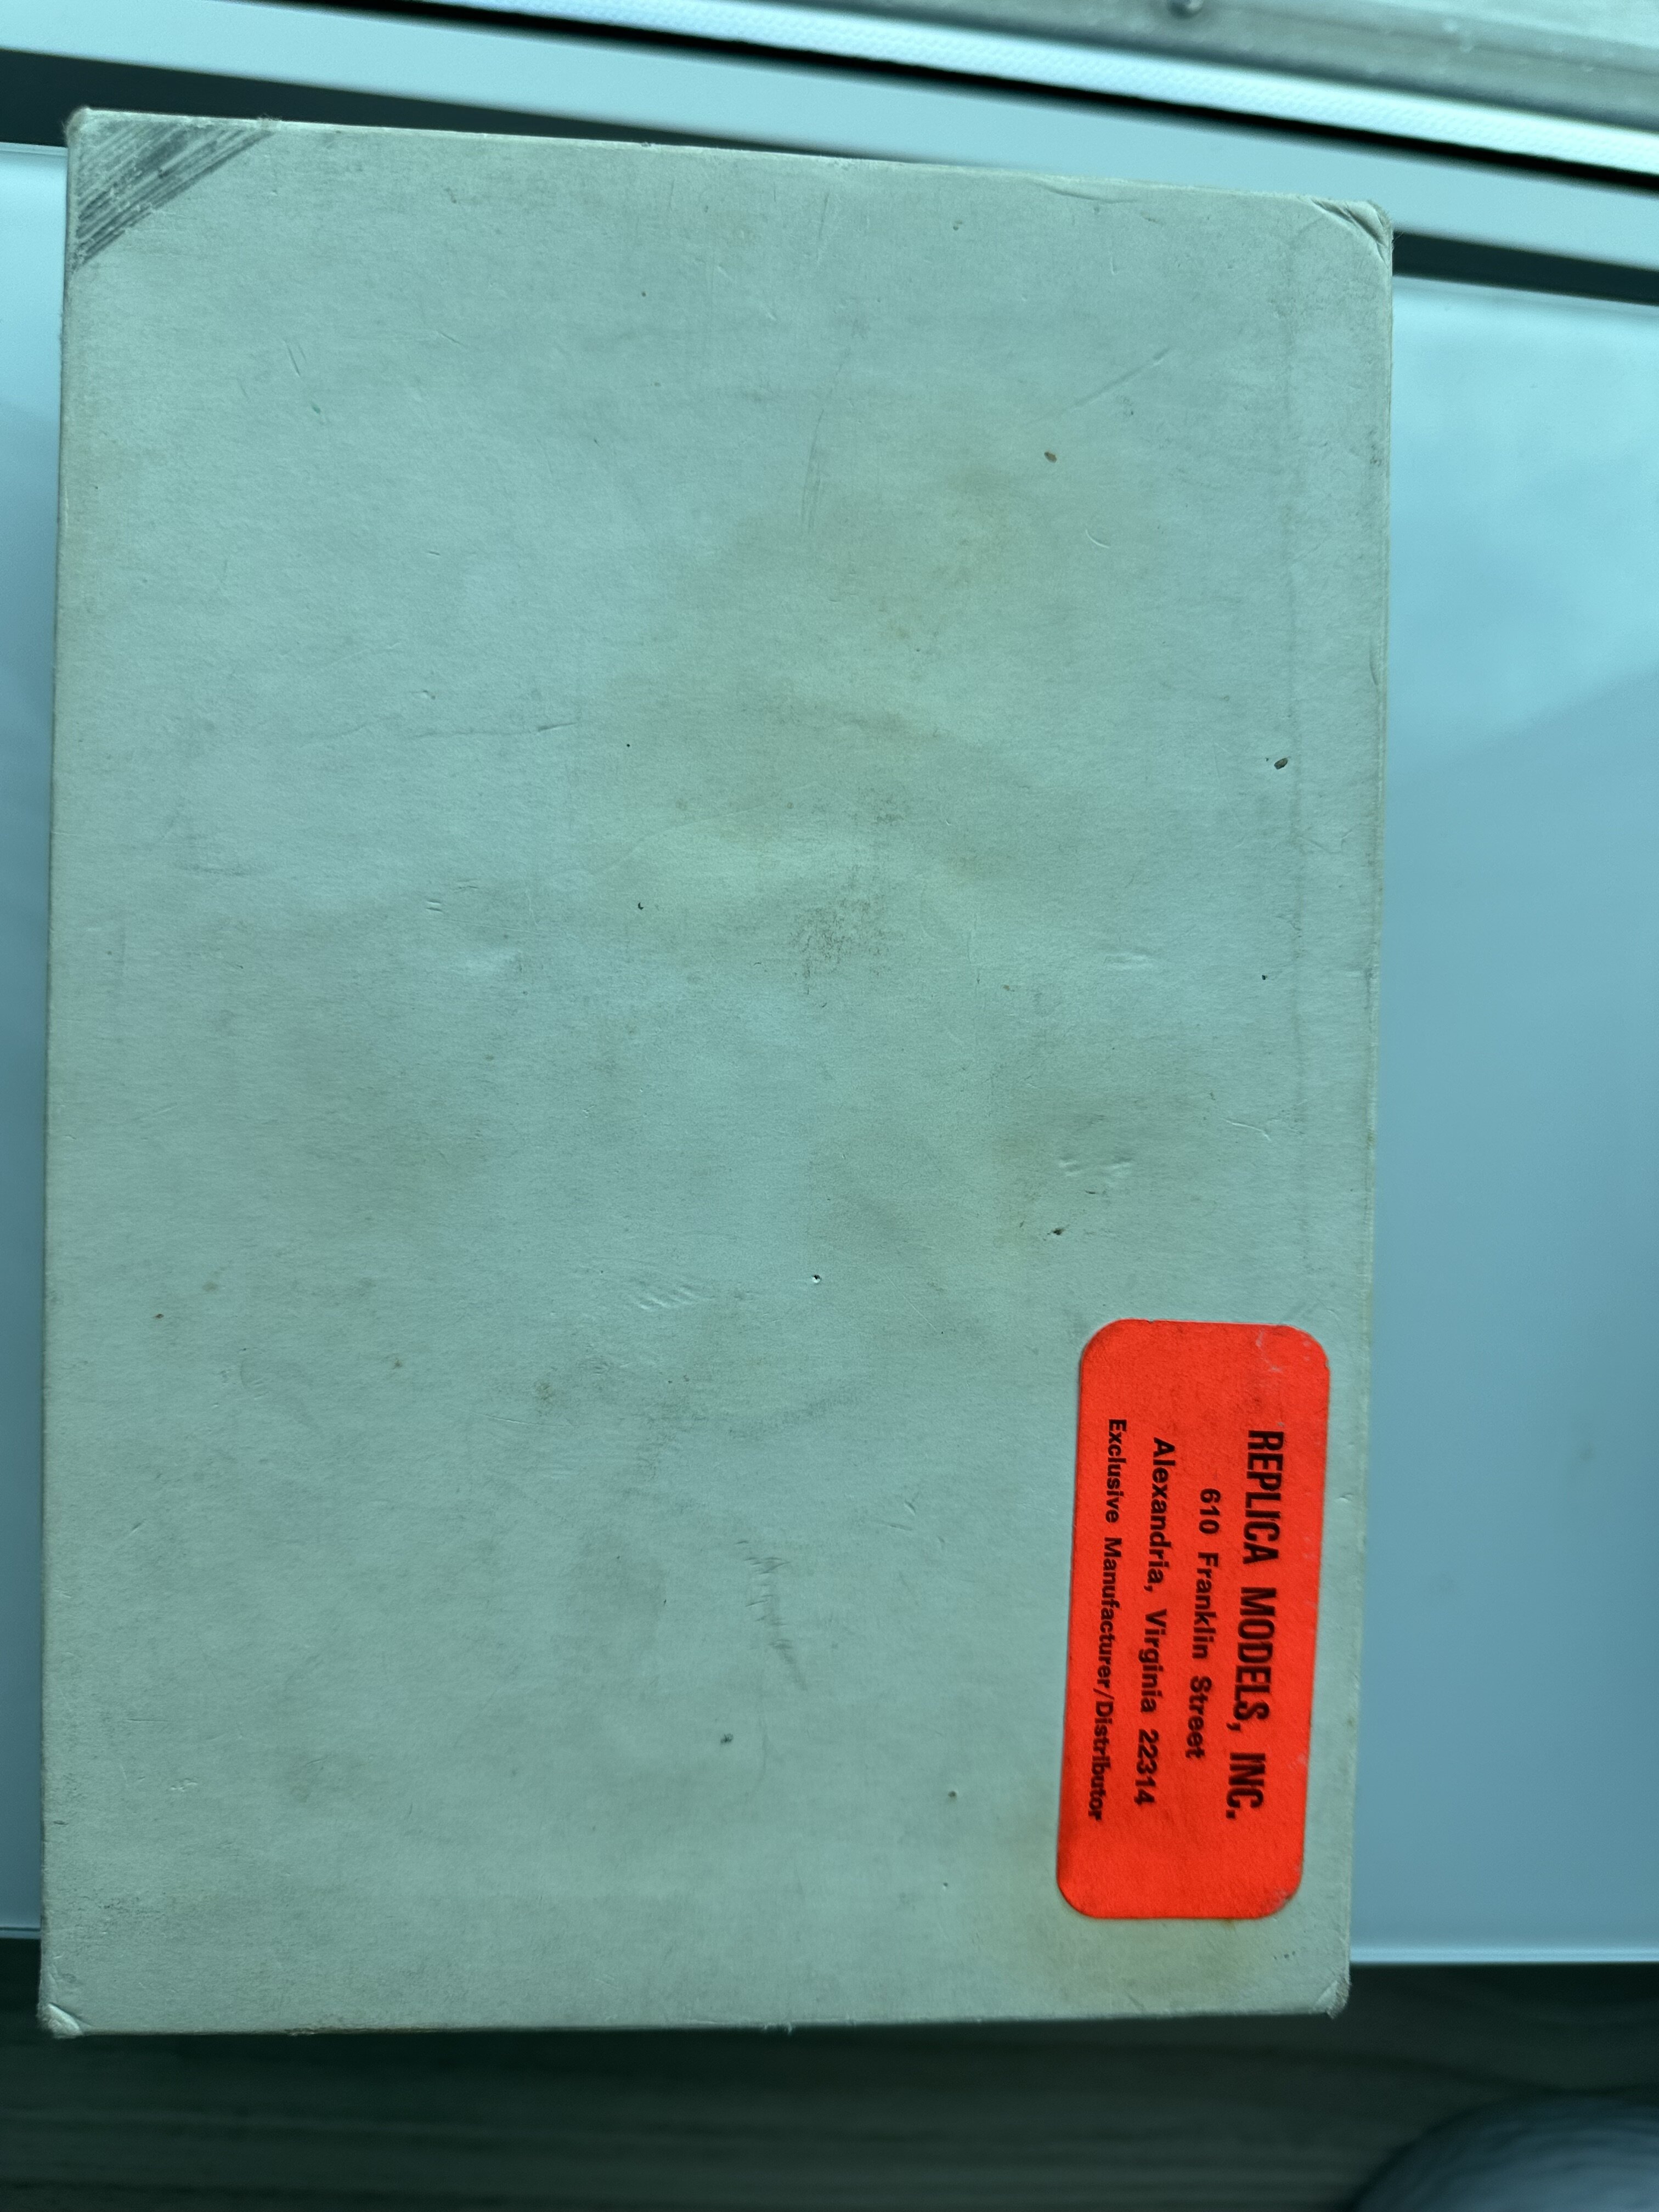 REPLICA MODELS, INC.
610 Franklin Street
Alexandria, Virginia 22314
Exclusive Manufacturer/Distributor